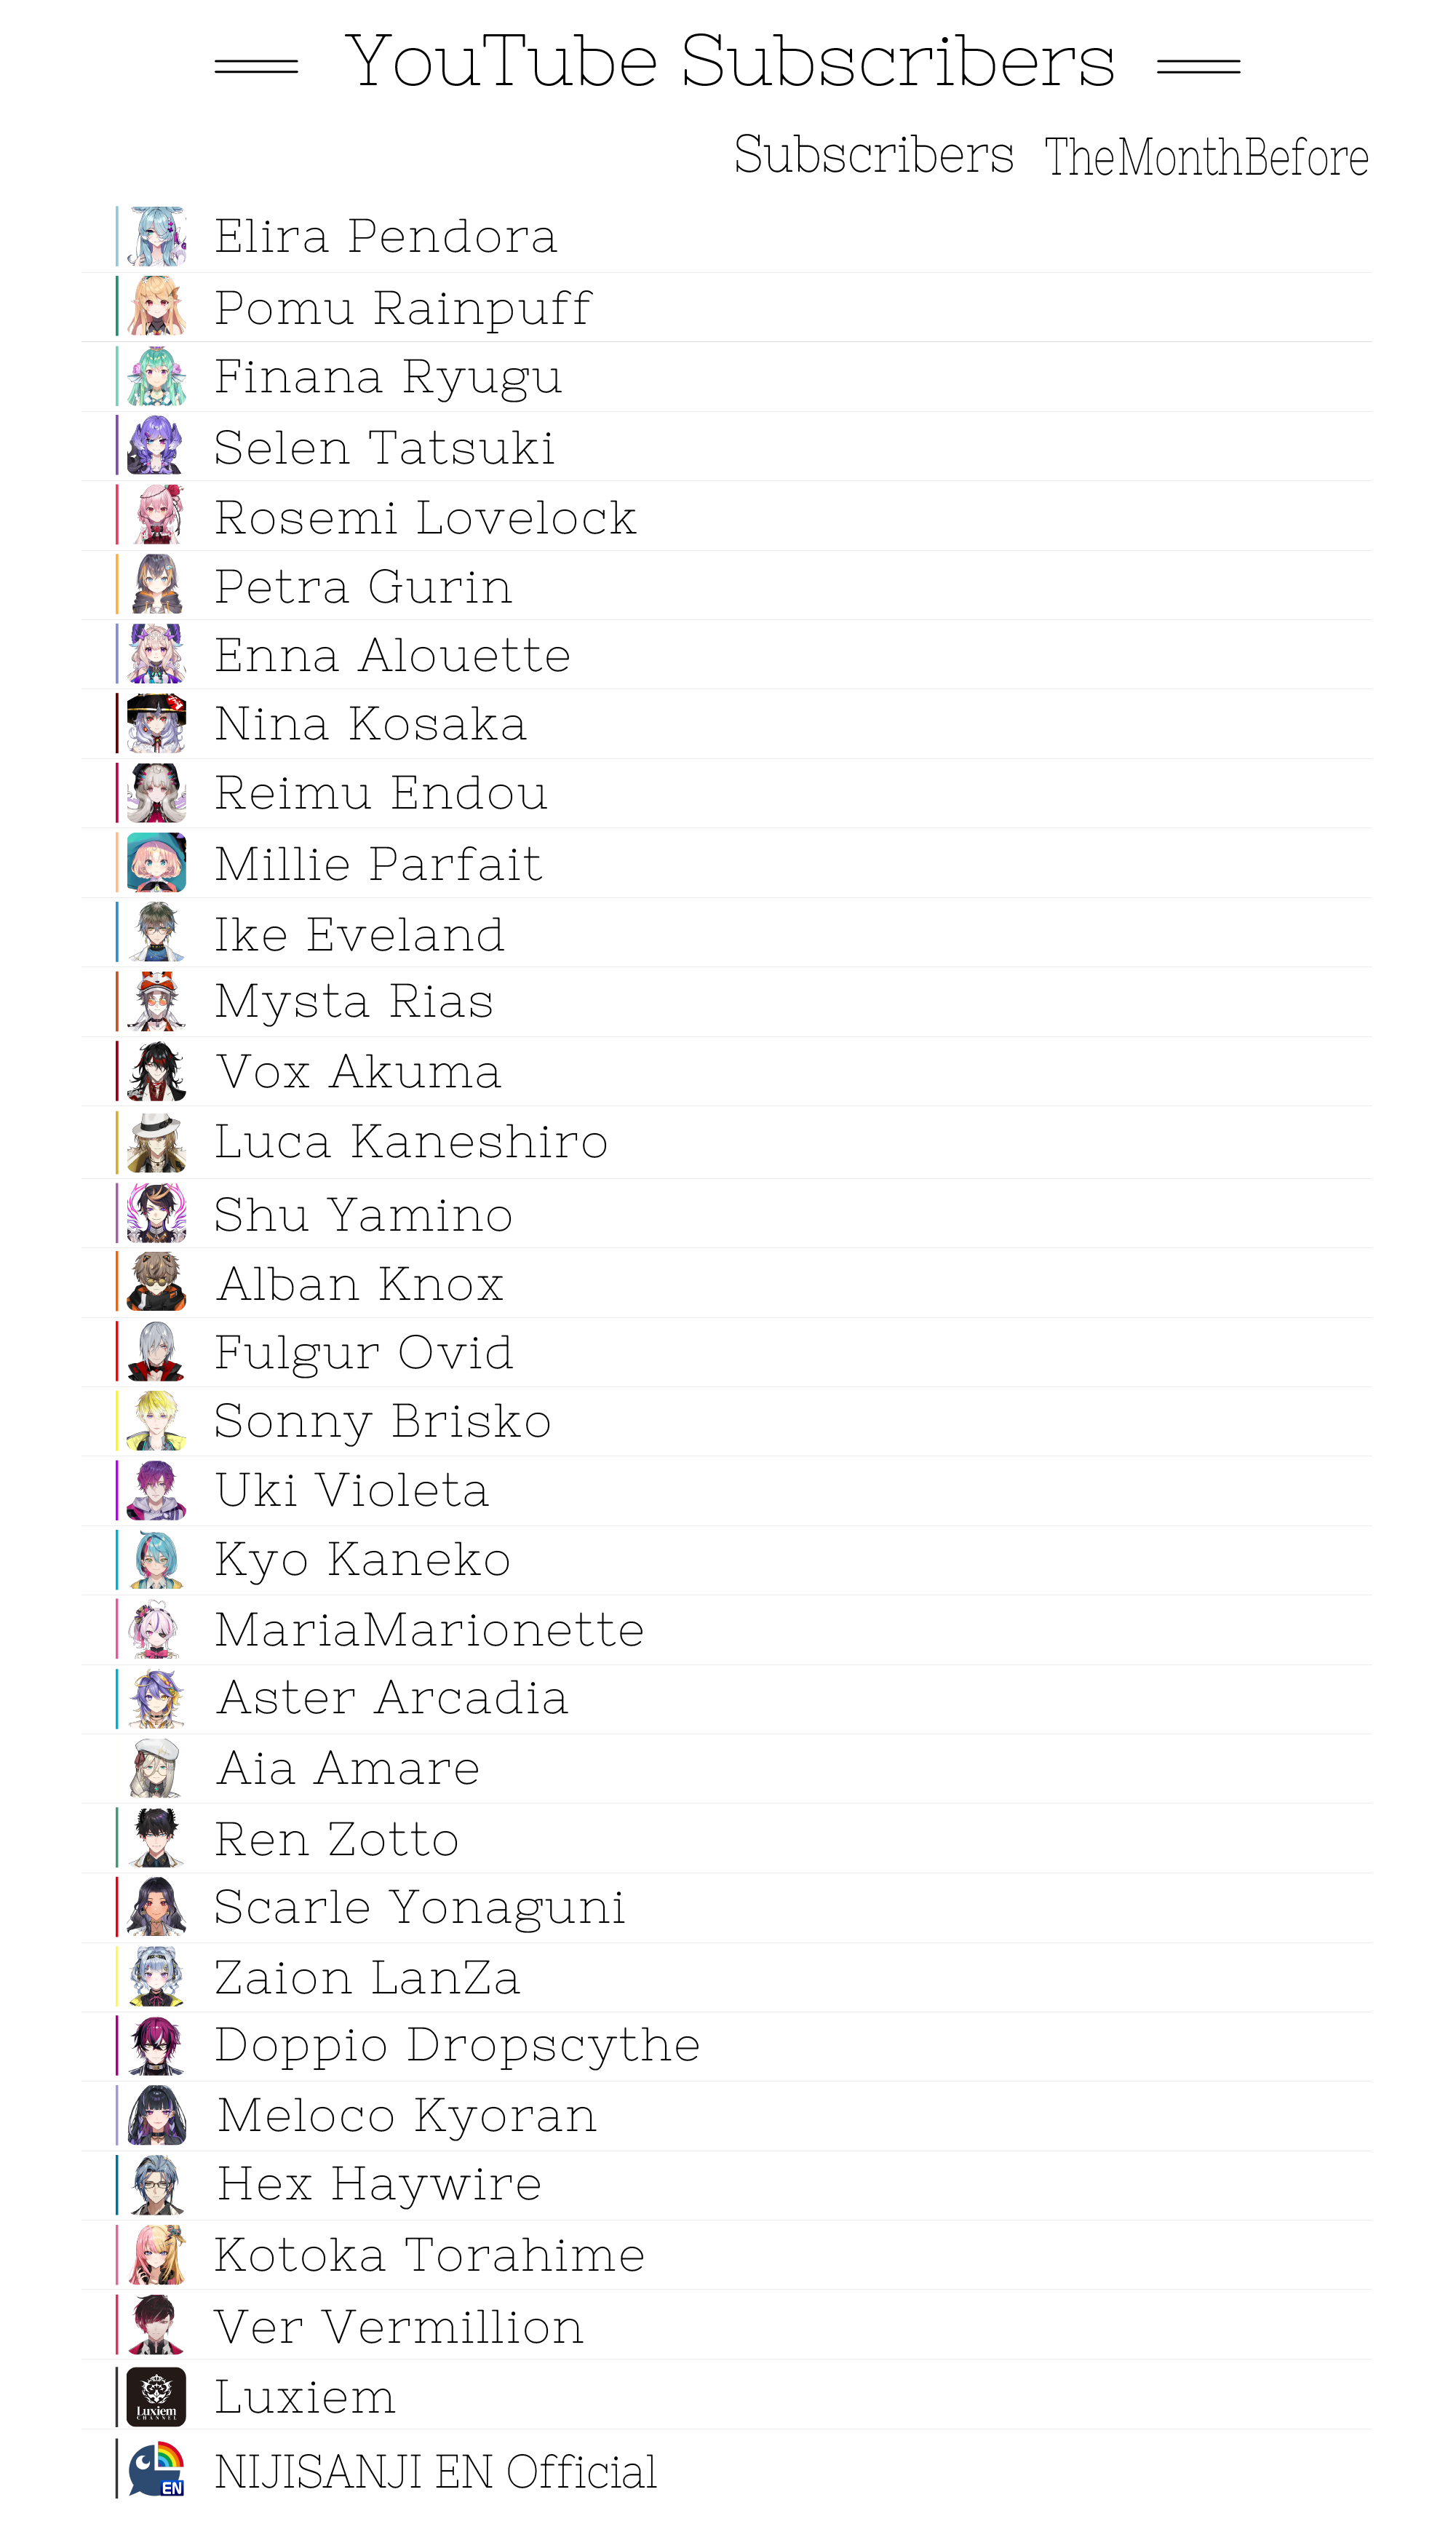 YouTube Subscribers
Subscribers TheMonthBefore
Elira Pendora
Pomu Rainpuff
Finana Ryugu
Selen Tatsuki
Rosemi Lovelock
Petra Gurin
Enna Alouette
Nina Kosaka
Reimu Endou
Millie Parfait
Ike Eveland
Mysta Rias
Vox Akuma
Luca Kaneshiro
Shu Yamino
Alban Knox
Fulgur Ovid
Sonny Brisko
Uki Violeta
Kyo Kaneko
MariaMarionette
Aster Arcadia
Aia Amare
Ren Zotto
Scarle Yonaguni
Zaion LanZa
Doppio Dropscythe
Meloco Kyoran
Hex Haywire
Kotoka Torahime
Ver Vermillion
Luxiem
Luxiem
CHANNEL
NIJISANJI EN Official
EN